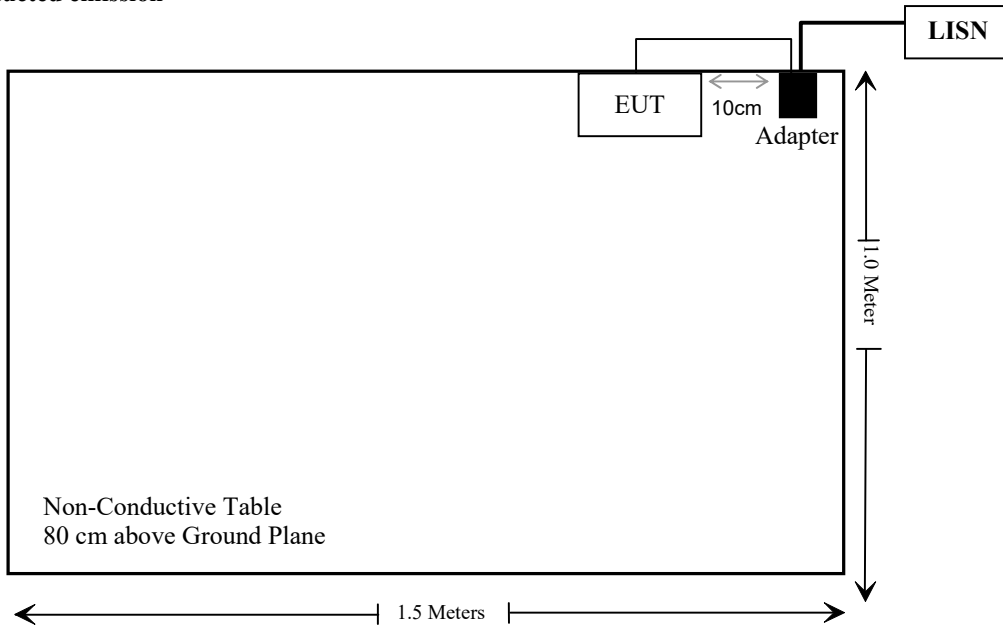 LISN
EUT
10cm
Adapter
1.0 Meter
Non-Conductive Table
80 cm above Ground Plane
1.5 Meters